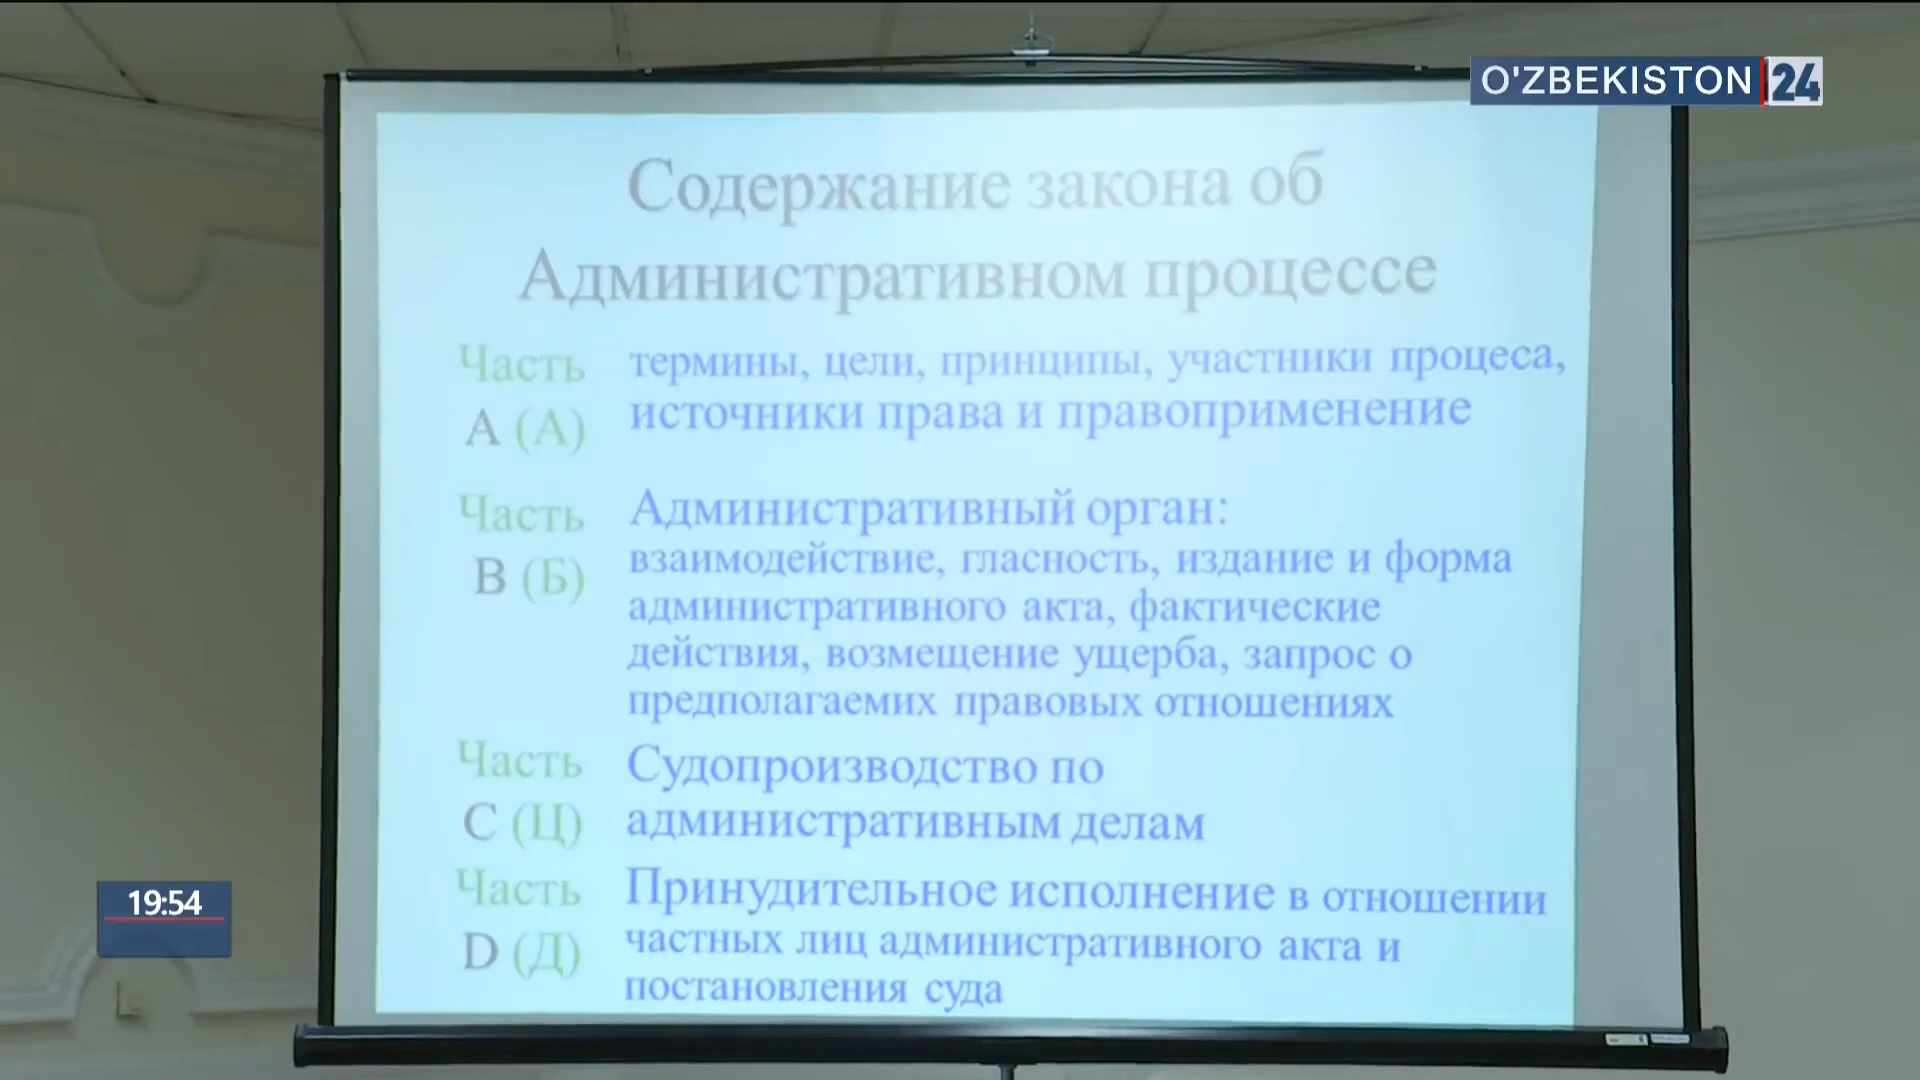 O'ZBEKISTON 24
Содержание закона об
Административном процессе
Часть
A (А)
термины, цели, принципы, участники процеса,
источники права и правоприменение
Часть
B (Б)
Административный орган:
взаимодействие, гласность, издание и форма
административного акта, фактические
действия, возмещение ущерба, запрос о
предполагаемих правовых отношениях
Часть
C (Ц)
Судопроизводство по
административным делам
Часть
D (Д)
Принудительное исполнение в отношении
частных лиц административного акта и
постановления суда
19:54